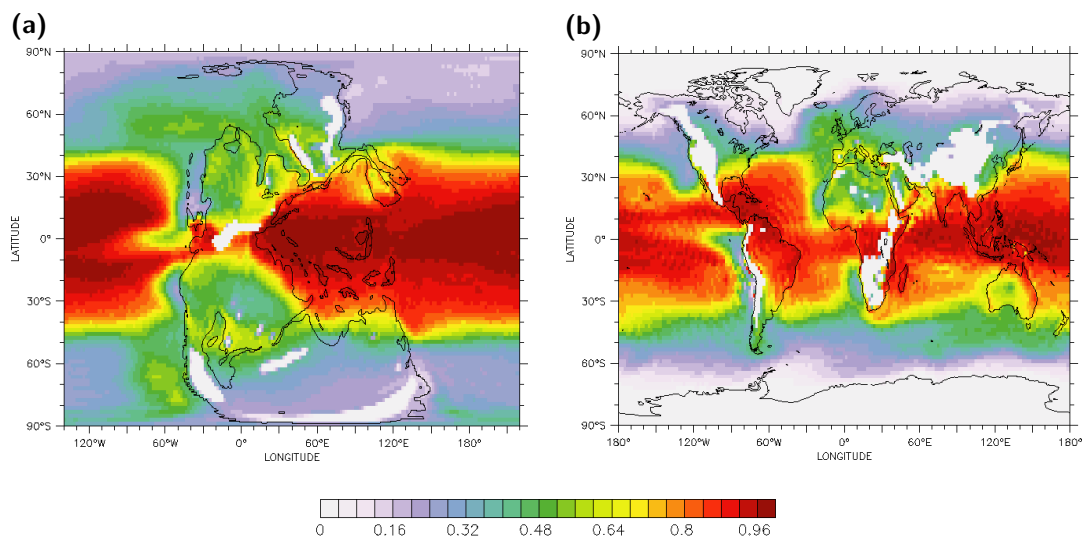 (a)
(b)
90°N
60°N
30°N
0°
30°S
60°S
90°S
LATITUDE
120°W
60°W
0°
60°E
120°E
180°
LONGITUDE
90°N
60°N
30°N
0°
30°S
60°S
90°S
LATITUDE
180°
120°W
60°W
0°
60°E
120°E
180°
LONGITUDE
0
0.16
0.32
0.48
0.64
0.8
0.96